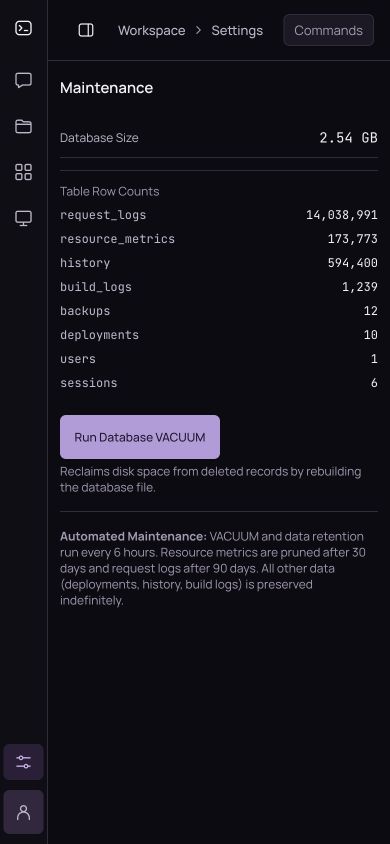 Workspace > Settings Commands
Maintenance
Database Size 2.54 GB
Table Row Counts
request_logs 14,038,991
resource_metrics 173,773
history 594,400
build_logs 1,239
backups 12
deployments 10
users 1
sessions 6
Run Database VACUUM
Reclaims disk space from deleted records by rebuilding
the database file.
Automated Maintenance: VACUUM and data retention
run every 6 hours. Resource metrics are pruned after 30
days and request logs after 90 days. All other data
(deployments, history, build logs) is preserved
indefinitely.